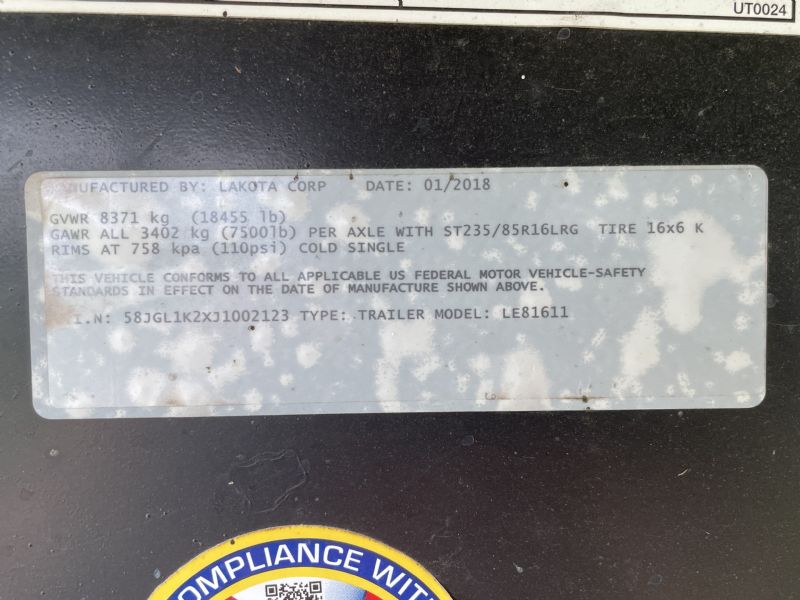 UT0024
MANUFACTURED BY: LAKOTA CORP DATE: 01/2018
GVWR 8371 kg (18455 lb)
GAWR ALL 3402 kg (7500lb) PER AXLE WITH ST235/85R16LRG TIRE 16x6 K
RIMS AT 758 kpa (110psi) COLD SINGLE
THIS VEHICLE CONFORMS TO ALL APPLICABLE US FEDERAL MOTOR VEHICLE-SAFETY
STANDARDS IN EFFECT ON THE DATE OF MANUFACTURE SHOWN ABOVE.
V.I.N: 58JGL1K2XJ1002123 TYPE: TRAILER MODEL: LE81611
COMPLIANCE WITH